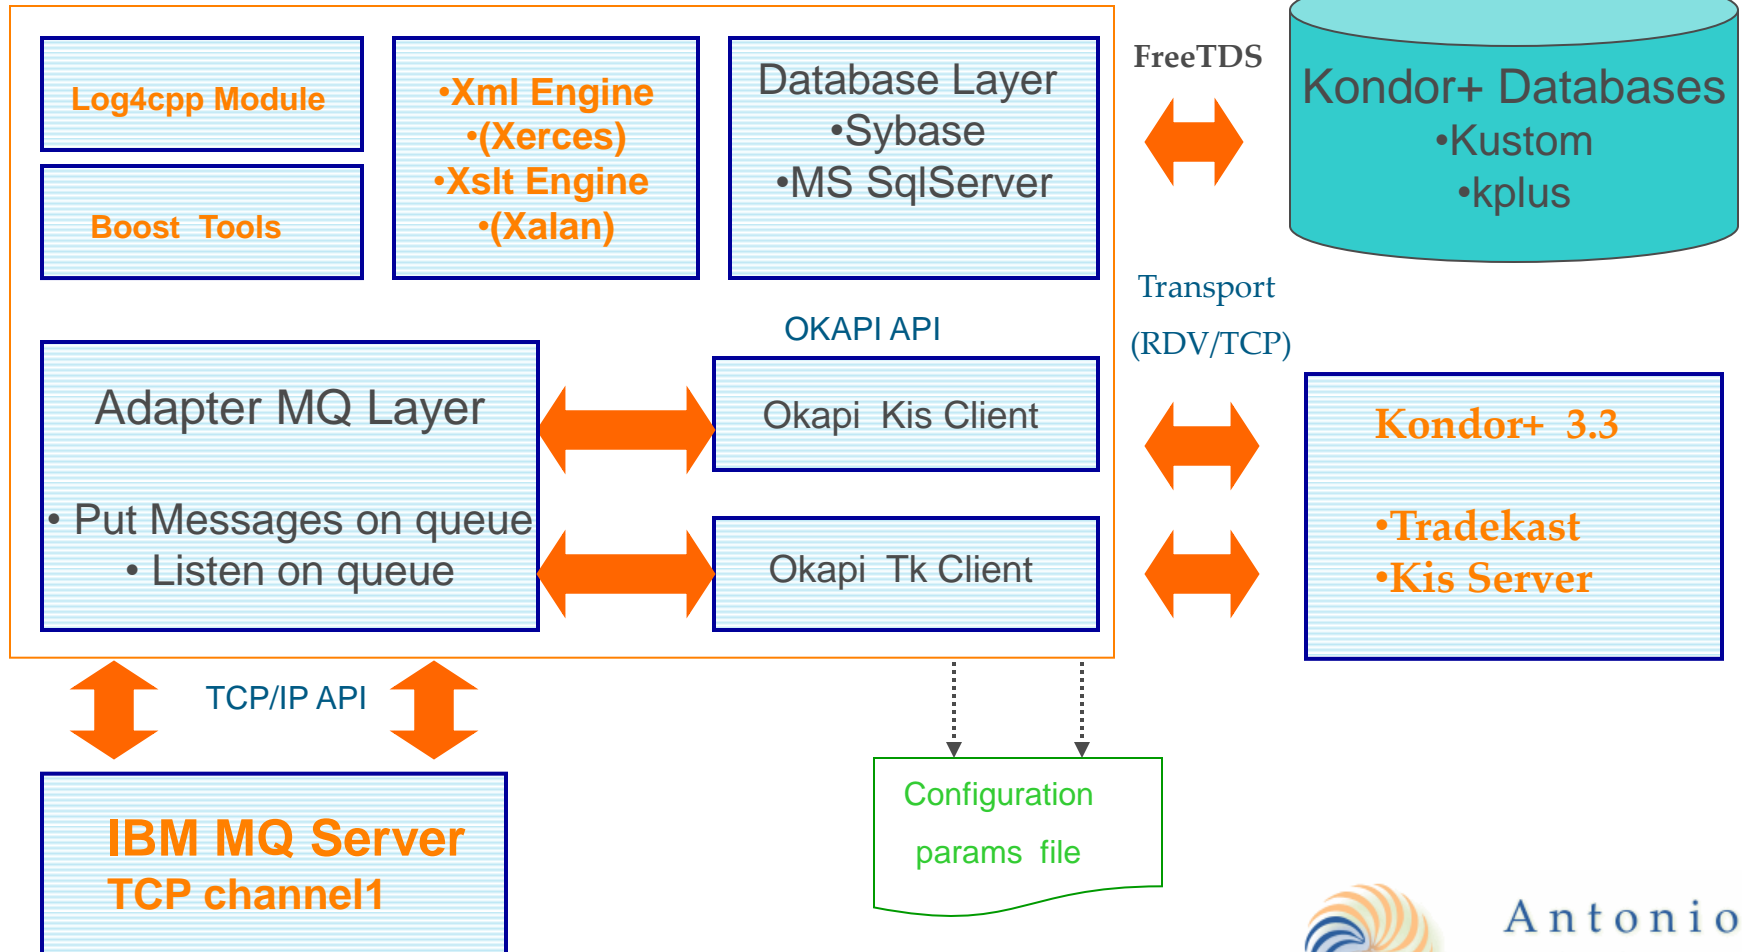 Log4cpp Module
Boost Tools
•Xml Engine
•(Xerces)
•Xslt Engine
•(Xalan)
Database Layer
•Sybase
•MS SqlServer
FreeTDS
Kondor+ Databases
•Kustom
•kplus
Transport
(RDV/TCP)
OKAPI API
Adapter MQ Layer
• Put Messages on queue
• Listen on queue
Okapi Kis Client
Okapi Tk Client
Kondor+ 3.3
•Tradekast
•Kis Server
TCP/IP API
IBM MQ Server
TCP channel1
Configuration
params file
Antonio